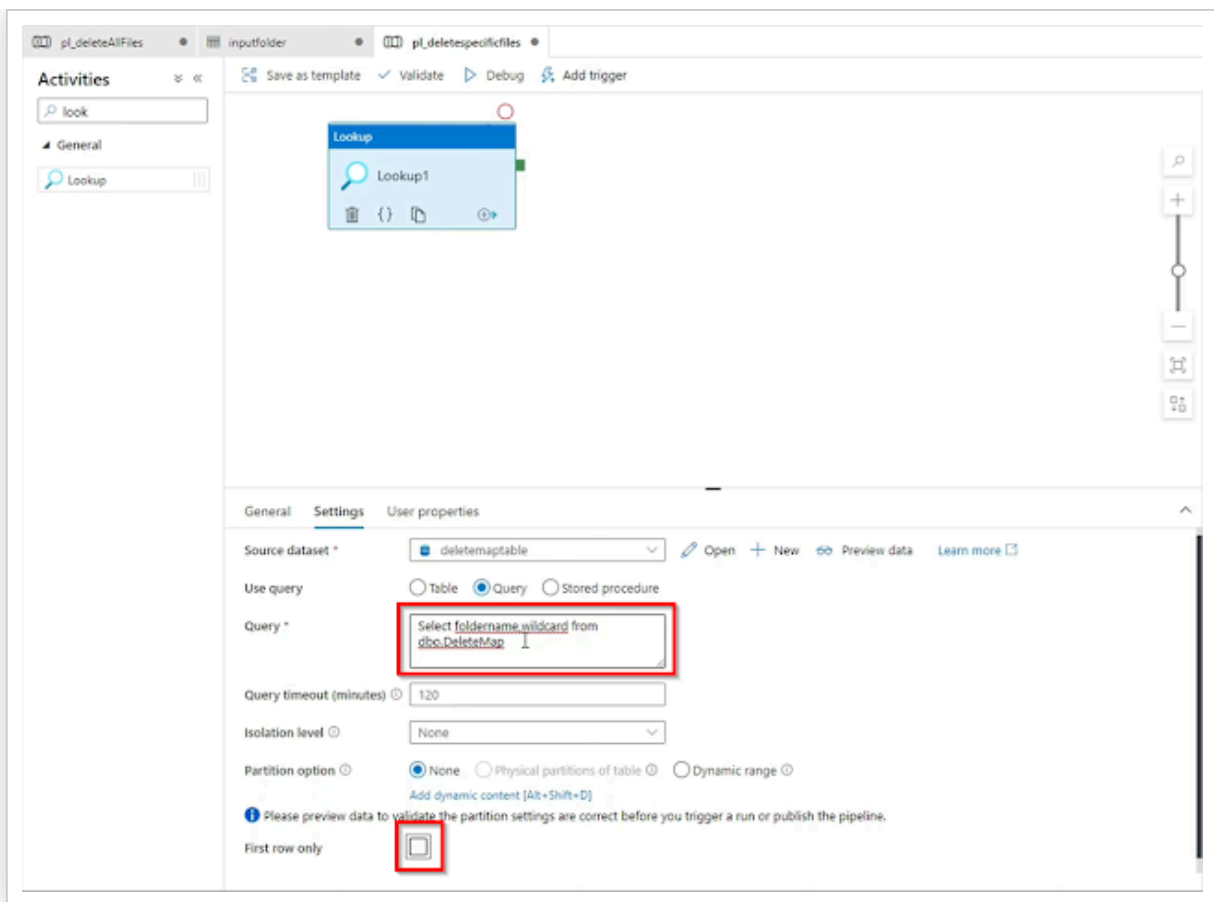 pl_deleteAllFiles
inputfolder
pl_deletespecificfiles
Activities
Save as template Validate Debug Add trigger
look
General
Lookup
Lookup
Lookup1
{}
General Settings User properties
Source dataset * deletemaptable Open New Preview data Learn more
Use query Table Query Stored procedure
Query * Select foldername,wildcard from
dbo.DeleteMap
Query timeout (minutes) 120
Isolation level None
Partition option None Physical partitions of table Dynamic range
Add dynamic content [Alt+Shift+D]
Please preview data to validate the partition settings are correct before you trigger a run or publish the pipeline.
First row only